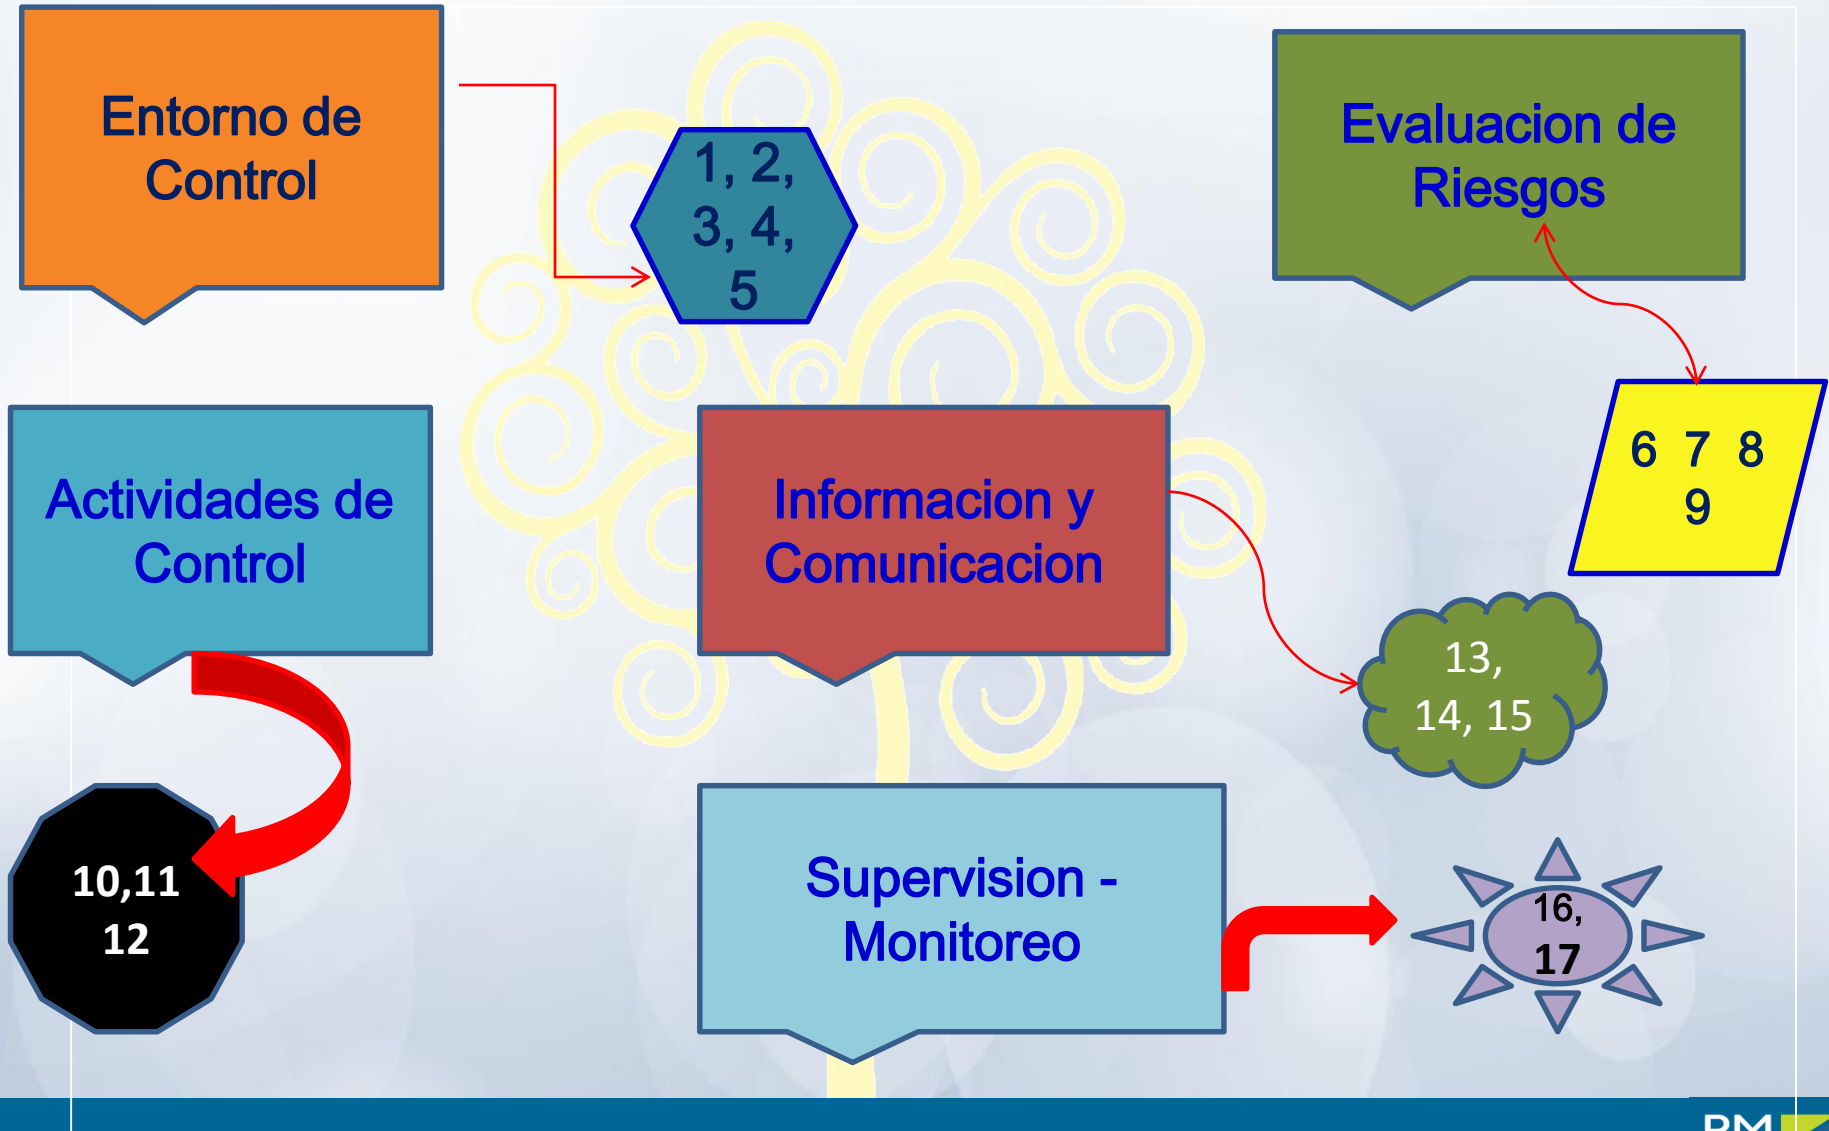 Entorno de
Control
1, 2,
3, 4,
5
Evaluacion de
Riesgos
6 7 8
9
Actividades de
Control
10,11
12
Informacion y
Comunicacion
13,
14, 15
Supervision -
Monitoreo
16,
17
PM